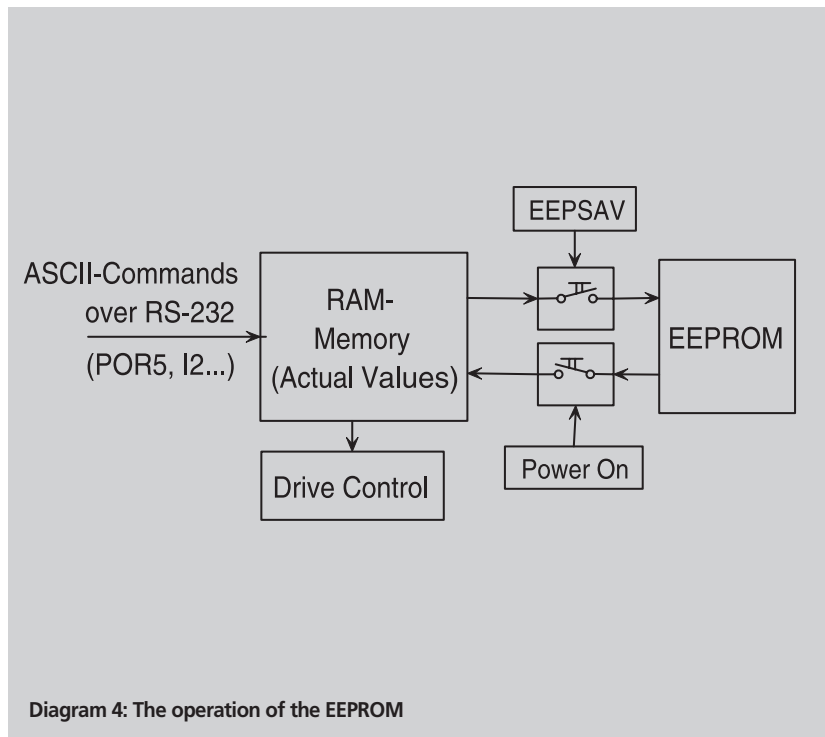 EEPSAV
ASCII-Commands
over RS-232
(POR5, I2...)
RAM-
Memory
(Actual Values)
EEPROM
Drive Control
Power On
Diagram 4: The operation of the EEPROM